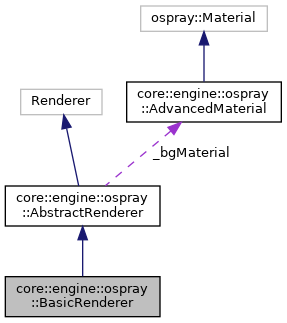 ospray::Material
core::engine::ospray
::AdvancedMaterial
Renderer
_bgMaterial
core::engine::ospray
::AbstractRenderer
core::engine::ospray
::BasicRenderer